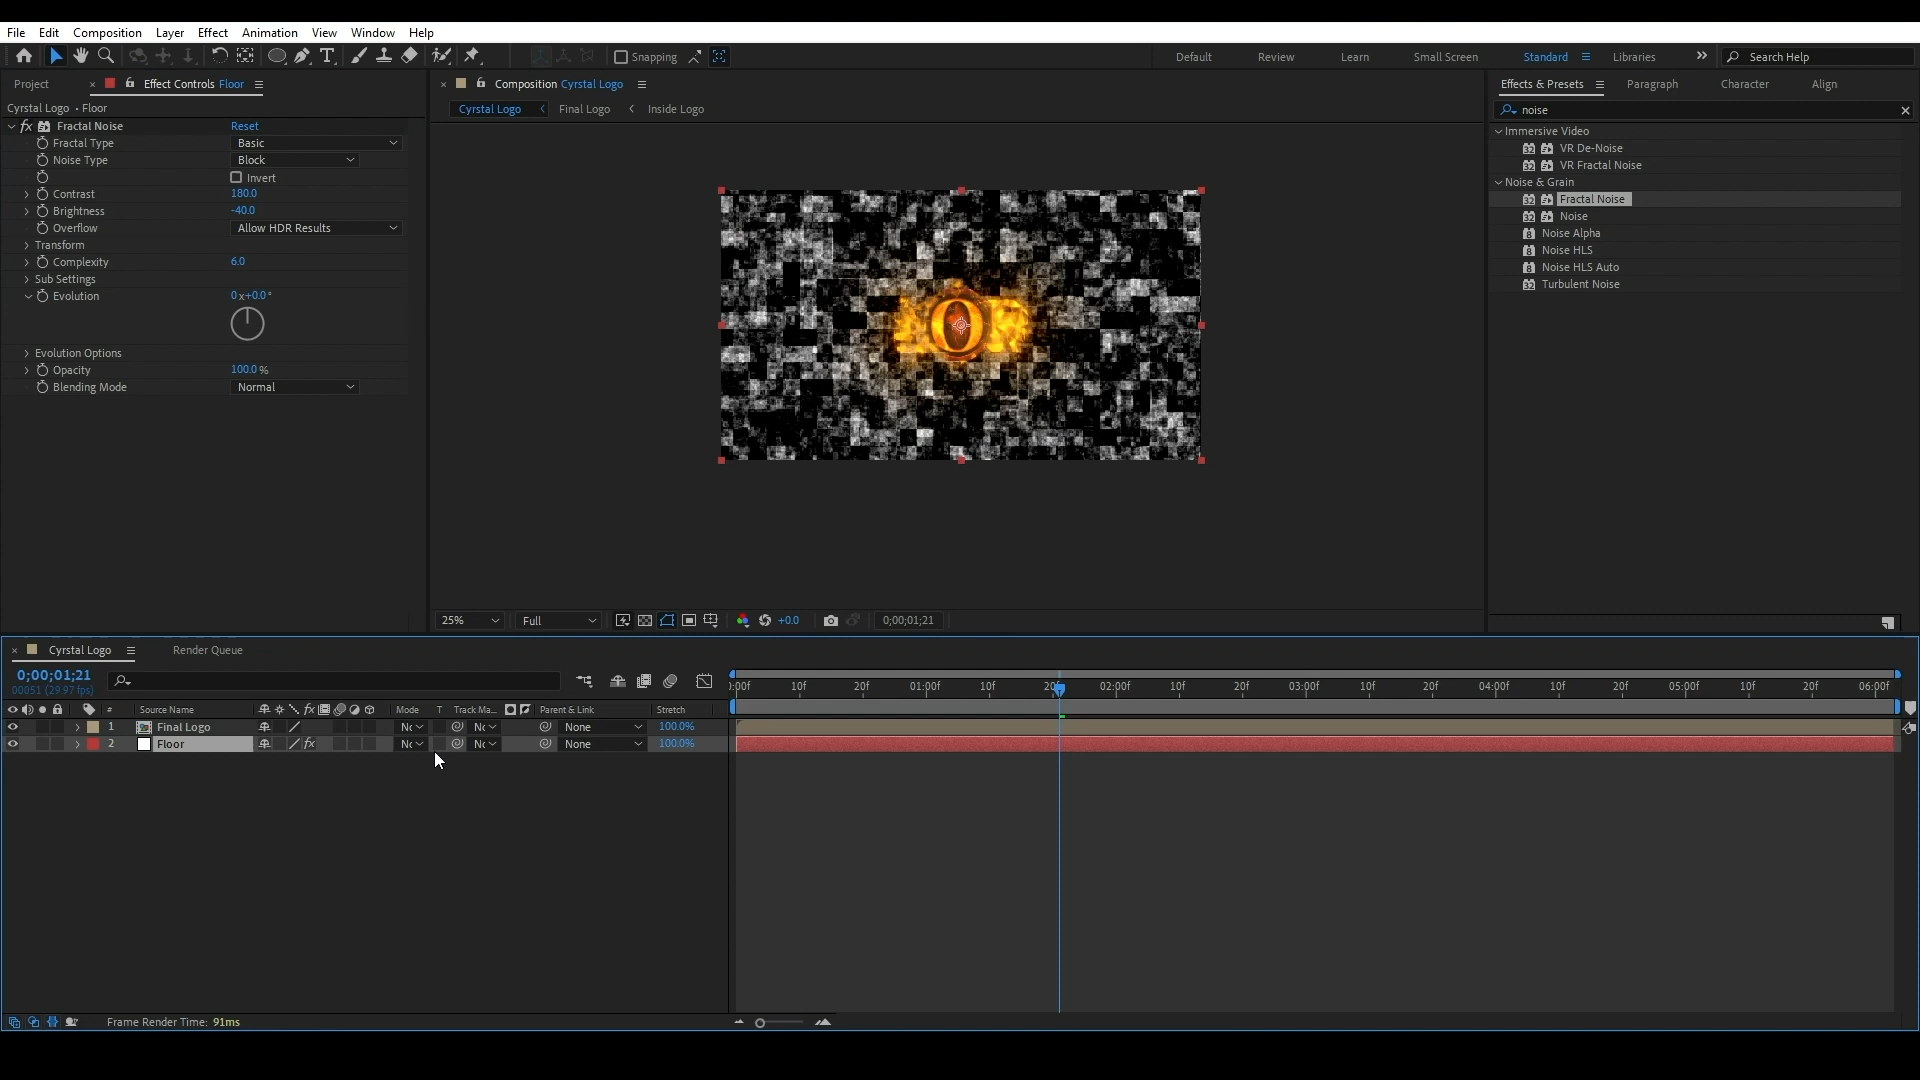 File Edit Composition Layer Effect Animation View Window Help
Snapping Default Review Learn Small Screen Standard Libraries Search Help
Project Effect Controls Floor
Composition Cyrstal Logo
Effects & Presets Paragraph Character Align
Cyrstal Logo • Floor
Cyrstal Logo Final Logo Inside Logo
noise
fx Fractal Noise Reset
Fractal Type Basic
Noise Type Block
Invert
Contrast 180.0
Brightness -40.0
Overflow Allow HDR Results
Transform
Complexity 6.0
Sub Settings
Evolution 0x+0.0°
Evolution Options
Opacity 100.0 %
Blending Mode Normal
Immersive Video
VR De-Noise
VR Fractal Noise
Noise & Grain
Fractal Noise
Noise
Noise Alpha
Noise HLS
Noise HLS Auto
Turbulent Noise
O
25% Full +0.0 0;00;01;21
Cyrstal Logo Render Queue
0;00;01;21
00051 (29.97 fps)
:00f 10f 20f 01:00f 10f 20f 02:00f 10f 20f 03:00f 10f 20f 04:00f 10f 20f 05:00f 10f 20f 06:00f
# Source Name fx Mode T Track Ma... Parent & Link Stretch
1 Final Logo Nc Nc None 100.0%
2 Floor fx Nc Nc None 100.0%
Frame Render Time: 91ms